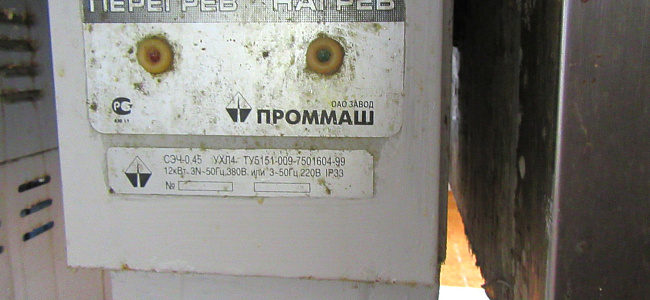 ПЕРЕГРЕВ НАГРЕВ
РС
ОАО ЗАВОД
ПРОММАШ
СЭЧ-0,45 УХЛ4 ТУ5151-009-7501604-99
12кВт. 3N~50Гц,380В. или 3~50Гц.220В IP33
№